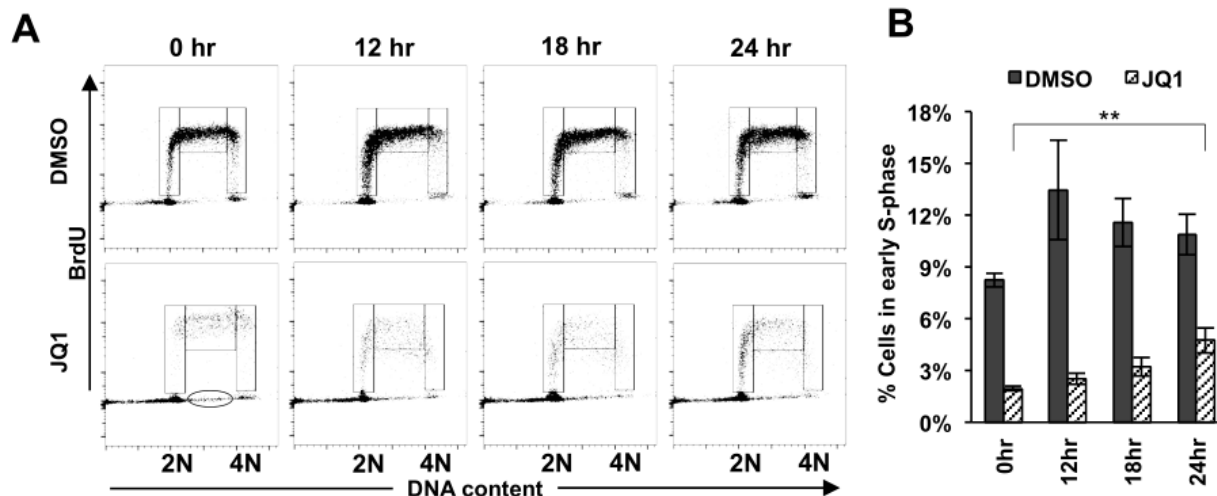 A
0 hr 12 hr 18 hr 24 hr
DMSO
BrdU
JQ1
2N 4N 2N 4N 2N 4N 2N 4N
DNA content
B
DMSO JQ1
**
% Cells in early S-phase
18%
15%
12%
9%
6%
3%
0%
0hr 12hr 18hr 24hr